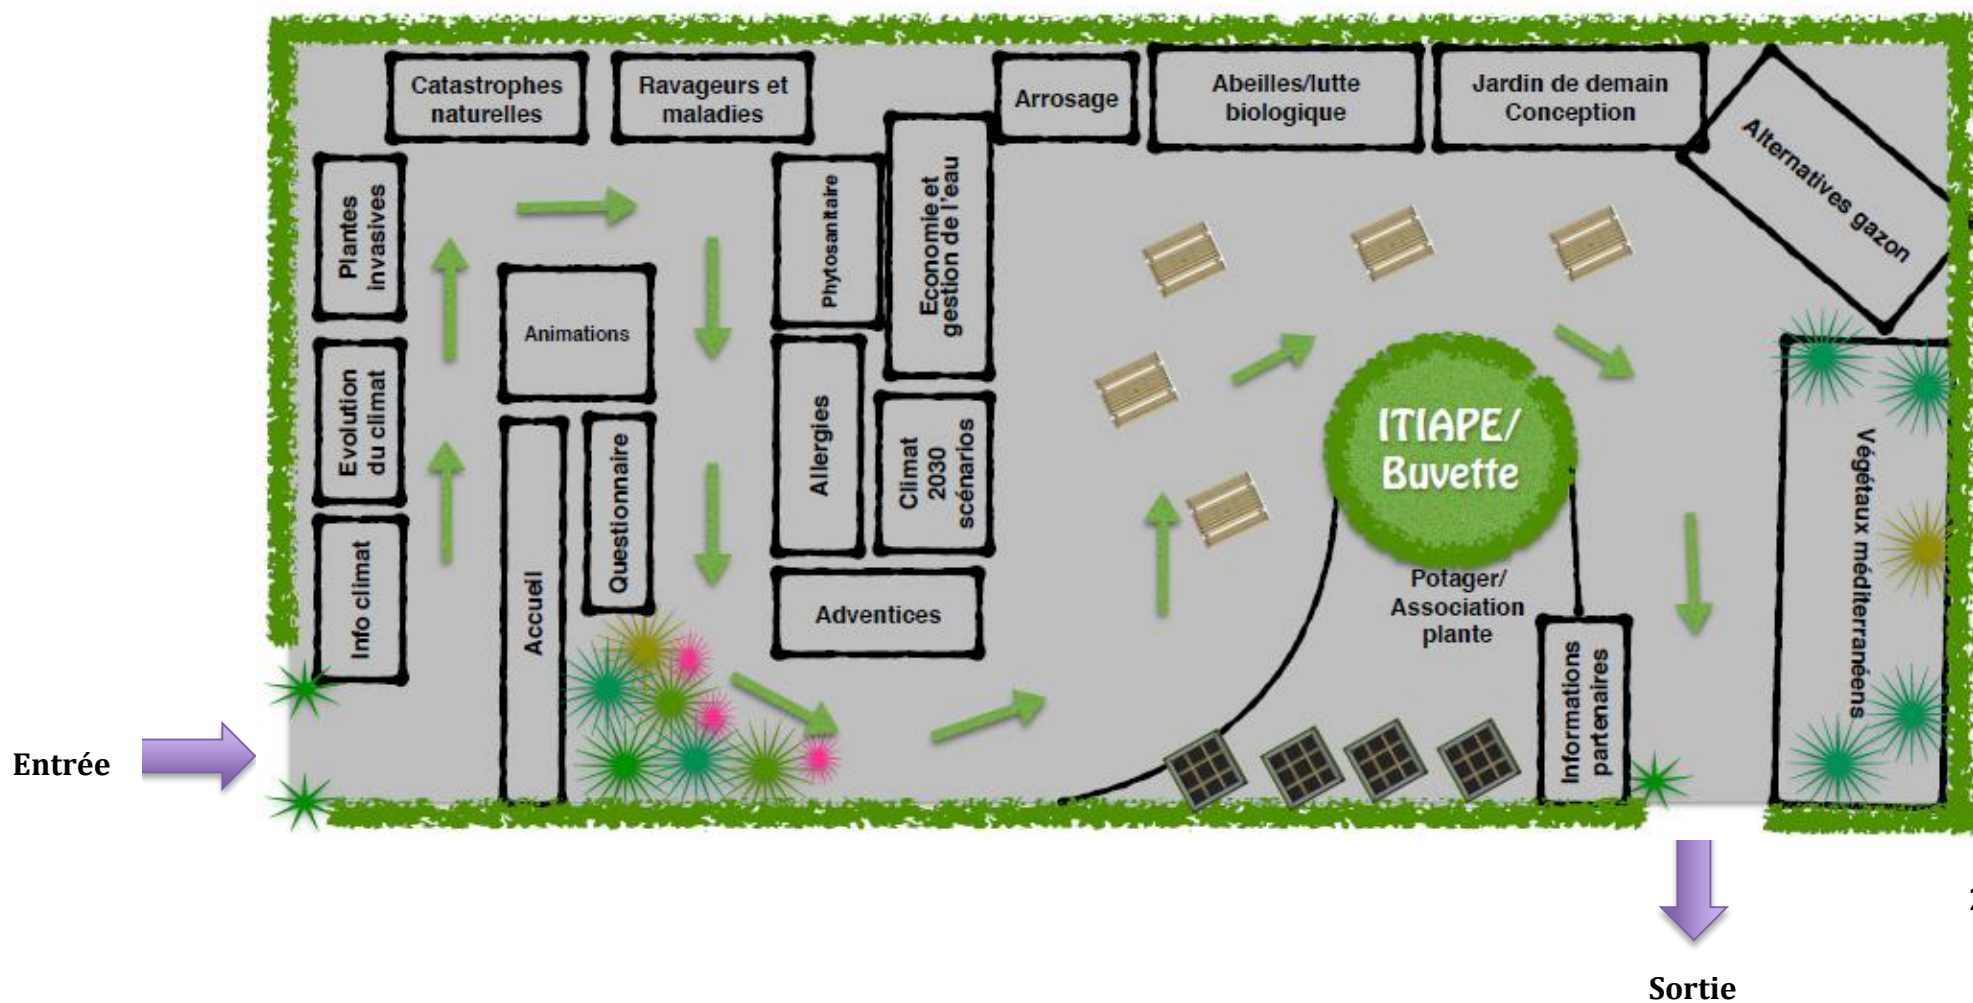 Catastrophes
naturelles
Ravageurs et
maladies
Arrosage
Abeilles/lutte
biologique
Jardin de demain
Conception
Alternatives gazon
Plantes
invasives
Phytosanitaire
Economie et
gestion de l'eau
Animations
Evolution
du climat
Questionnaire
Allergies
Climat
2030
scénarios
ITIAPE/
Buvette
Végétaux méditerranéens
Info climat
Accueil
Adventices
Potager/
Association
plante
Informations
partenaires
Entrée
Sortie